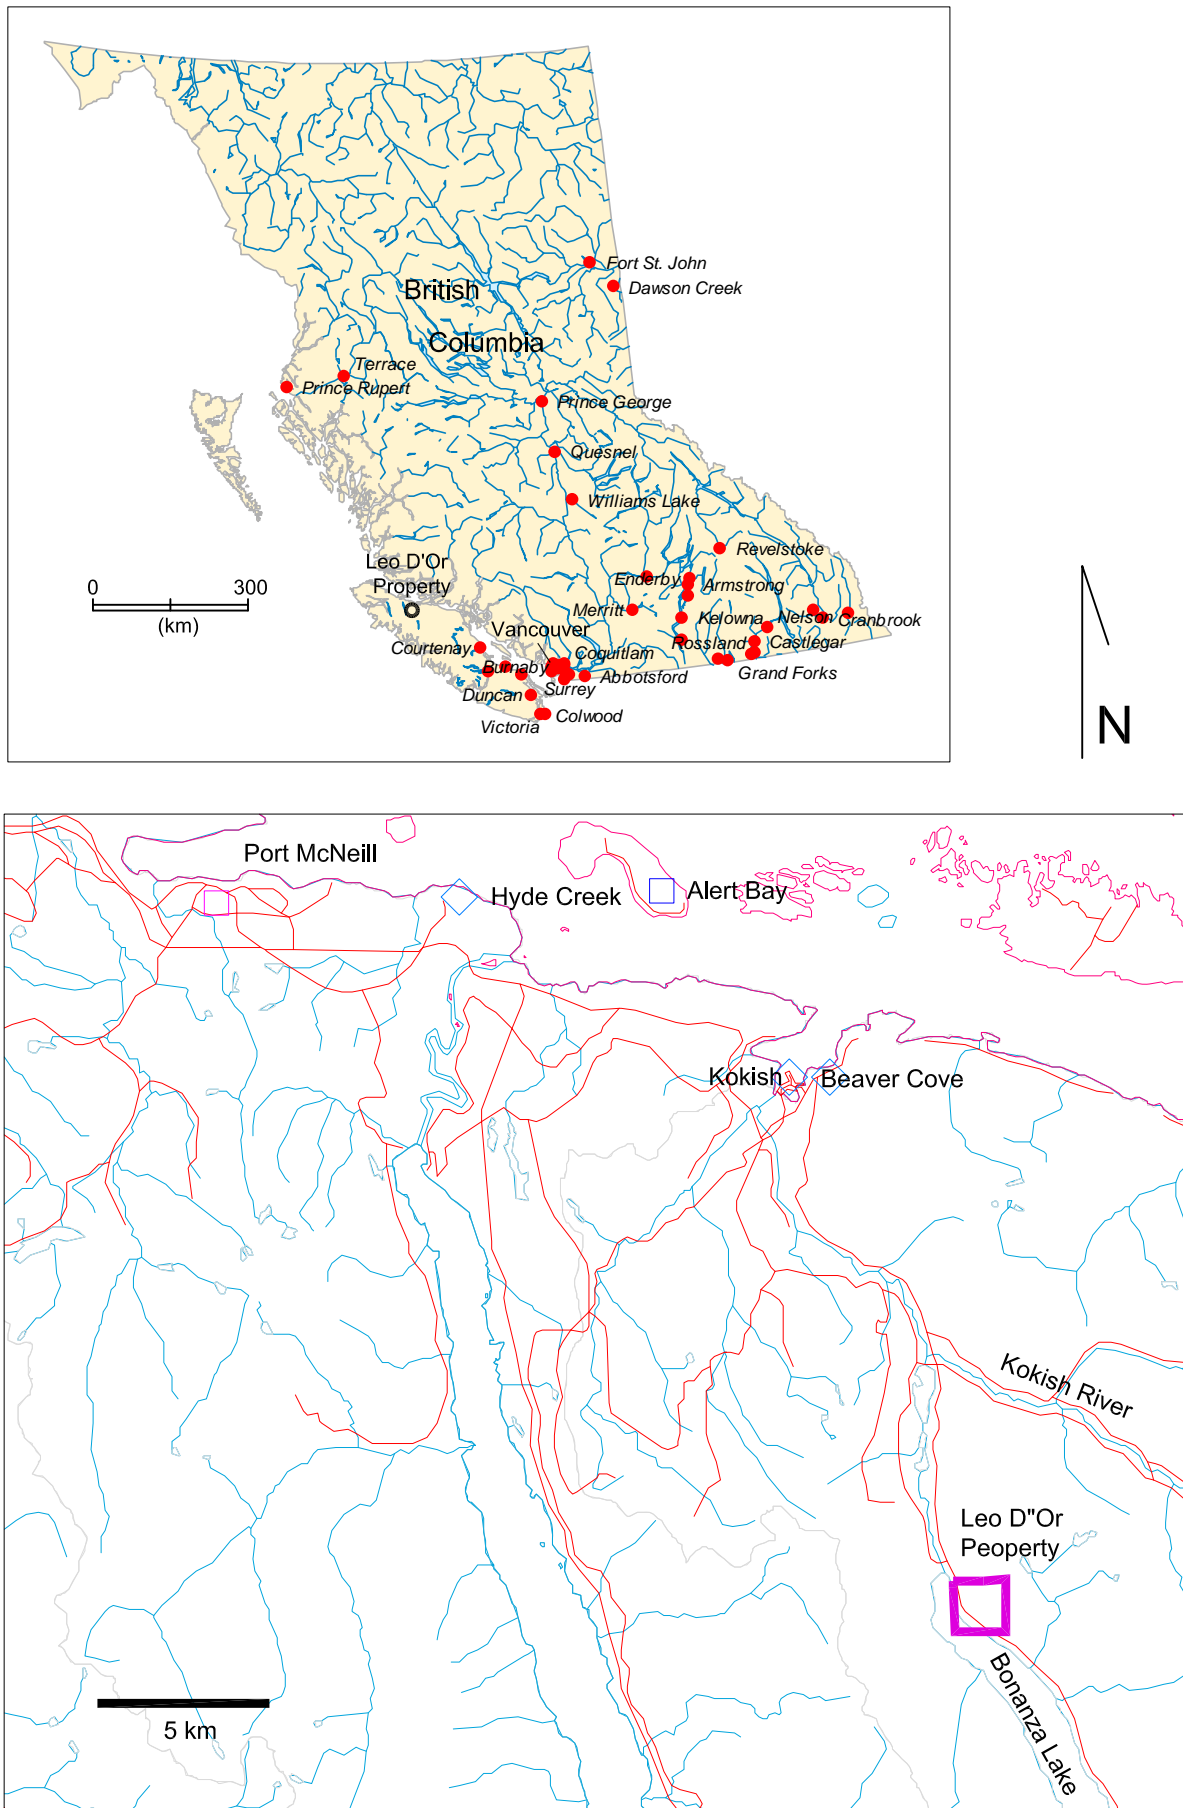 Fort St. John
Dawson Creek
British
Columbia
Terrace
Prince Rupert
Prince George
Quesnel
Williams Lake
Revelstoke
Leo D'Or
Property
0 300
(km)
Enderby
Armstrong
Merritt
Kelowna
Nelson
Cranbrook
Vancouver
Rossland
Castlegar
Courtenay
Coquitlam
Burnaby
Grand Forks
Abbotsford
Duncan
Surrey
Victoria
Colwood
N
Port McNeill
Hyde Creek
Alert Bay
Kokish
Beaver Cove
Kokish River
Leo D"Or
Peoperty
Bonanza Lake
5 km